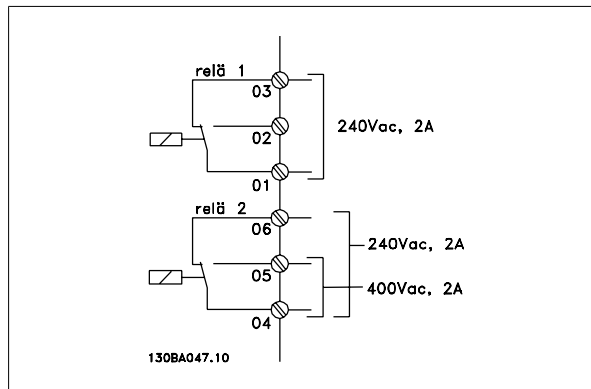 relä 1
03
02
240Vac, 2A
01
relä 2
06
240Vac, 2A
05
400Vac, 2A
04
130BA047.10